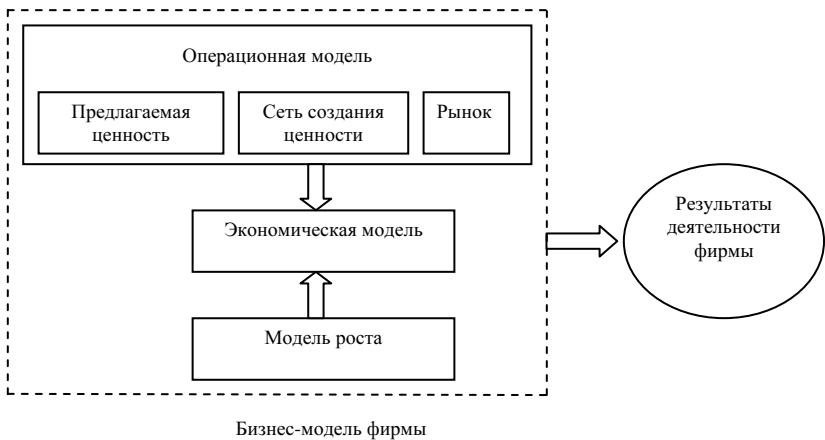 Операционная модель
Предлагаемая
ценность
Сеть создания
ценности
Рынок
Экономическая модель
Модель роста
Результаты
деятельности
фирмы
Бизнес-модель фирмы